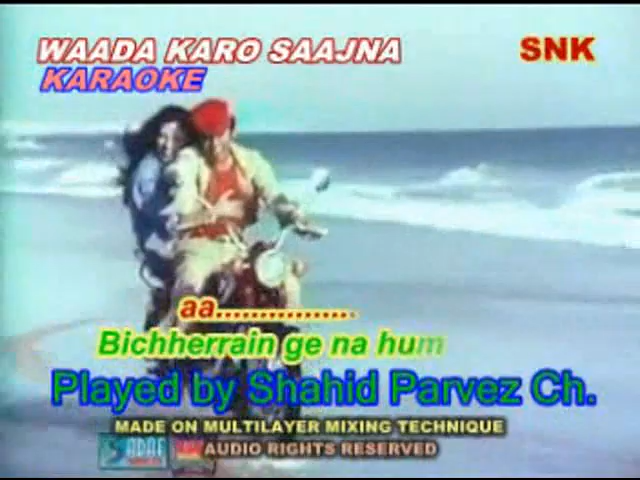 WAADA KARO SAAJNA
SNK
KARAOKE
aa................
Bichherrain ge na hum
Played by Shahid Parvez Ch.
MADE ON MULTILAYER MIXING TECHNIQUE
AUDIO RIGHTS RESERVED